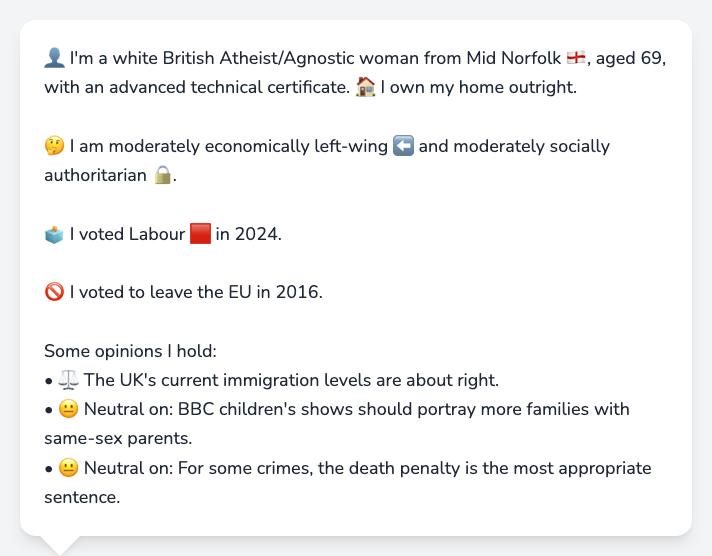 👤 I'm a white British Atheist/Agnostic woman from Mid Norfolk 🏴󠁧󠁢󠁥󠁮󠁧󠁿, aged 69,
with an advanced technical certificate. 🏠 I own my home outright.
🤔 I am moderately economically left-wing ⬅️ and moderately socially
authoritarian 🔒.
🗳️ I voted Labour 🟥 in 2024.
🚫 I voted to leave the EU in 2016.
Some opinions I hold:
• ⚖️ The UK's current immigration levels are about right.
• 😐 Neutral on: BBC children's shows should portray more families with
same-sex parents.
• 😐 Neutral on: For some crimes, the death penalty is the most appropriate
sentence.